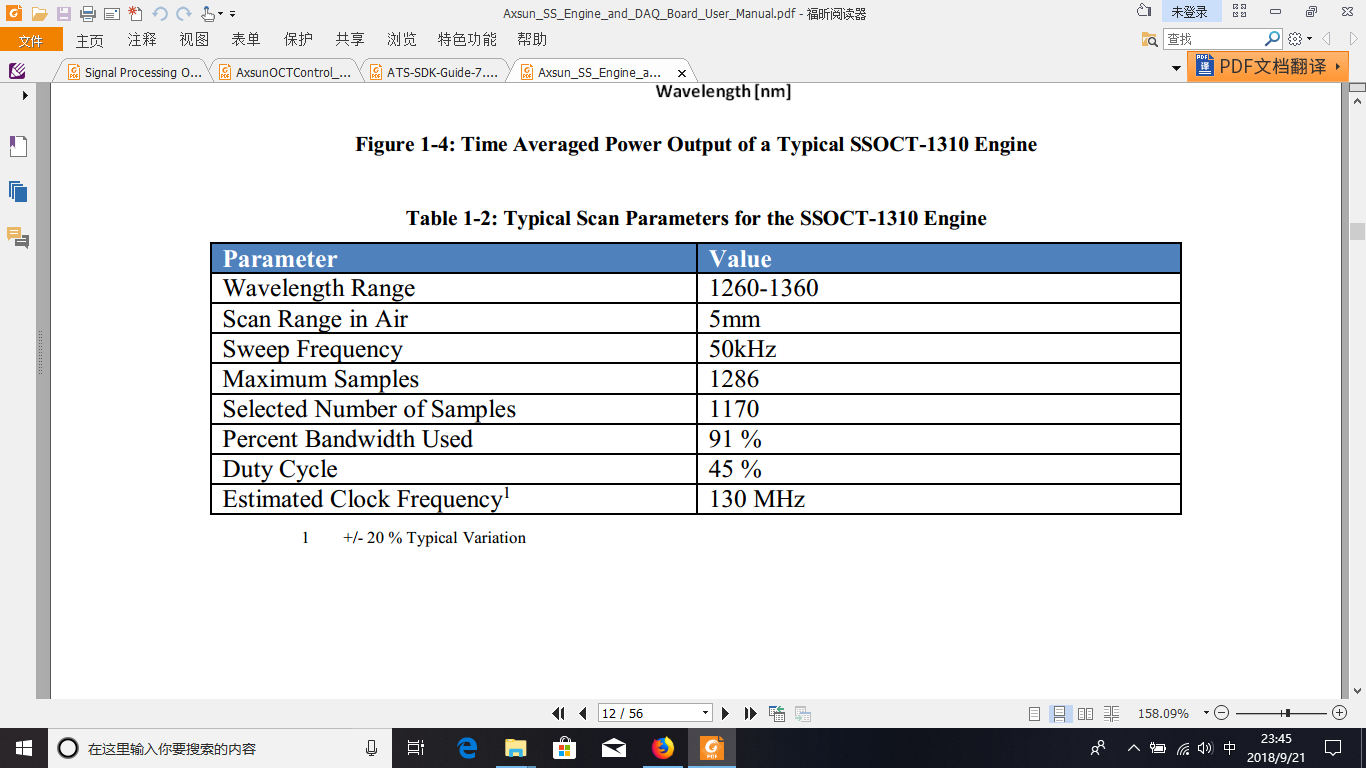 Axsun_SS_Engine_and_DAQ_Board_User_Manual.pdf - 福昕阅读器
未登录
文件 主页 注释 视图 表单 保护 共享 浏览 特色功能 帮助
查找
Signal Processing O... AxsunOCTControl_... ATS-SDK-Guide-7.... Axsun_SS_Engine_a...
PDF文档翻译
Wavelength [nm]
Figure 1-4: Time Averaged Power Output of a Typical SSOCT-1310 Engine
Table 1-2: Typical Scan Parameters for the SSOCT-1310 Engine
Parameter Value
Wavelength Range 1260-1360
Scan Range in Air 5mm
Sweep Frequency 50kHz
Maximum Samples 1286
Selected Number of Samples 1170
Percent Bandwidth Used 91 %
Duty Cycle 45 %
Estimated Clock Frequency1 130 MHz
1 +/- 20 % Typical Variation
12 / 56
158.09%
在这里输入你要搜索的内容
中
23:45
2018/9/21